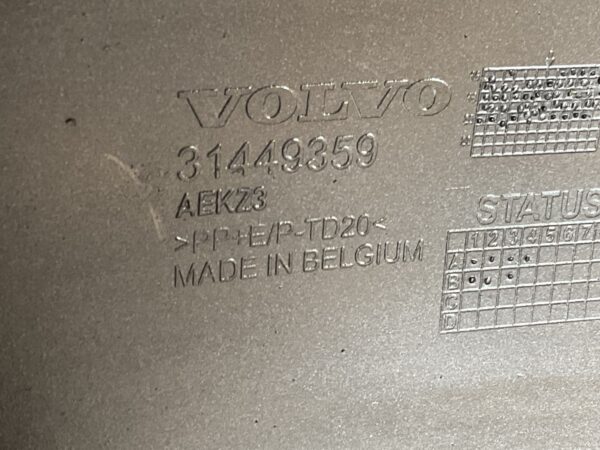 VOLVO
31449359
AEKZ3
>PP+E/P-TD20<
MADE IN BELGIUM
STATUS
1 2 3 4 5 6 7
A
B
C
D